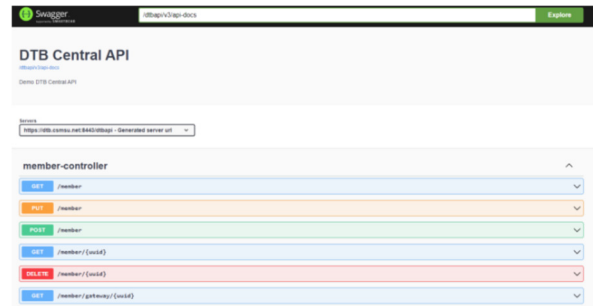 Swagger
/dtbapi/v3/api-docs
Explore
DTB Central API
/dtbapi/v3/api-docs
Demo DTB Central API
Servers
https://dtb.comsu.net:8443/dtbapi - Generated server url
member-controller
GET /member
PUT /member
POST /member
GET /member/{uuid}
DELETE /member/{uuid}
GET /member/gateway/{uuid}